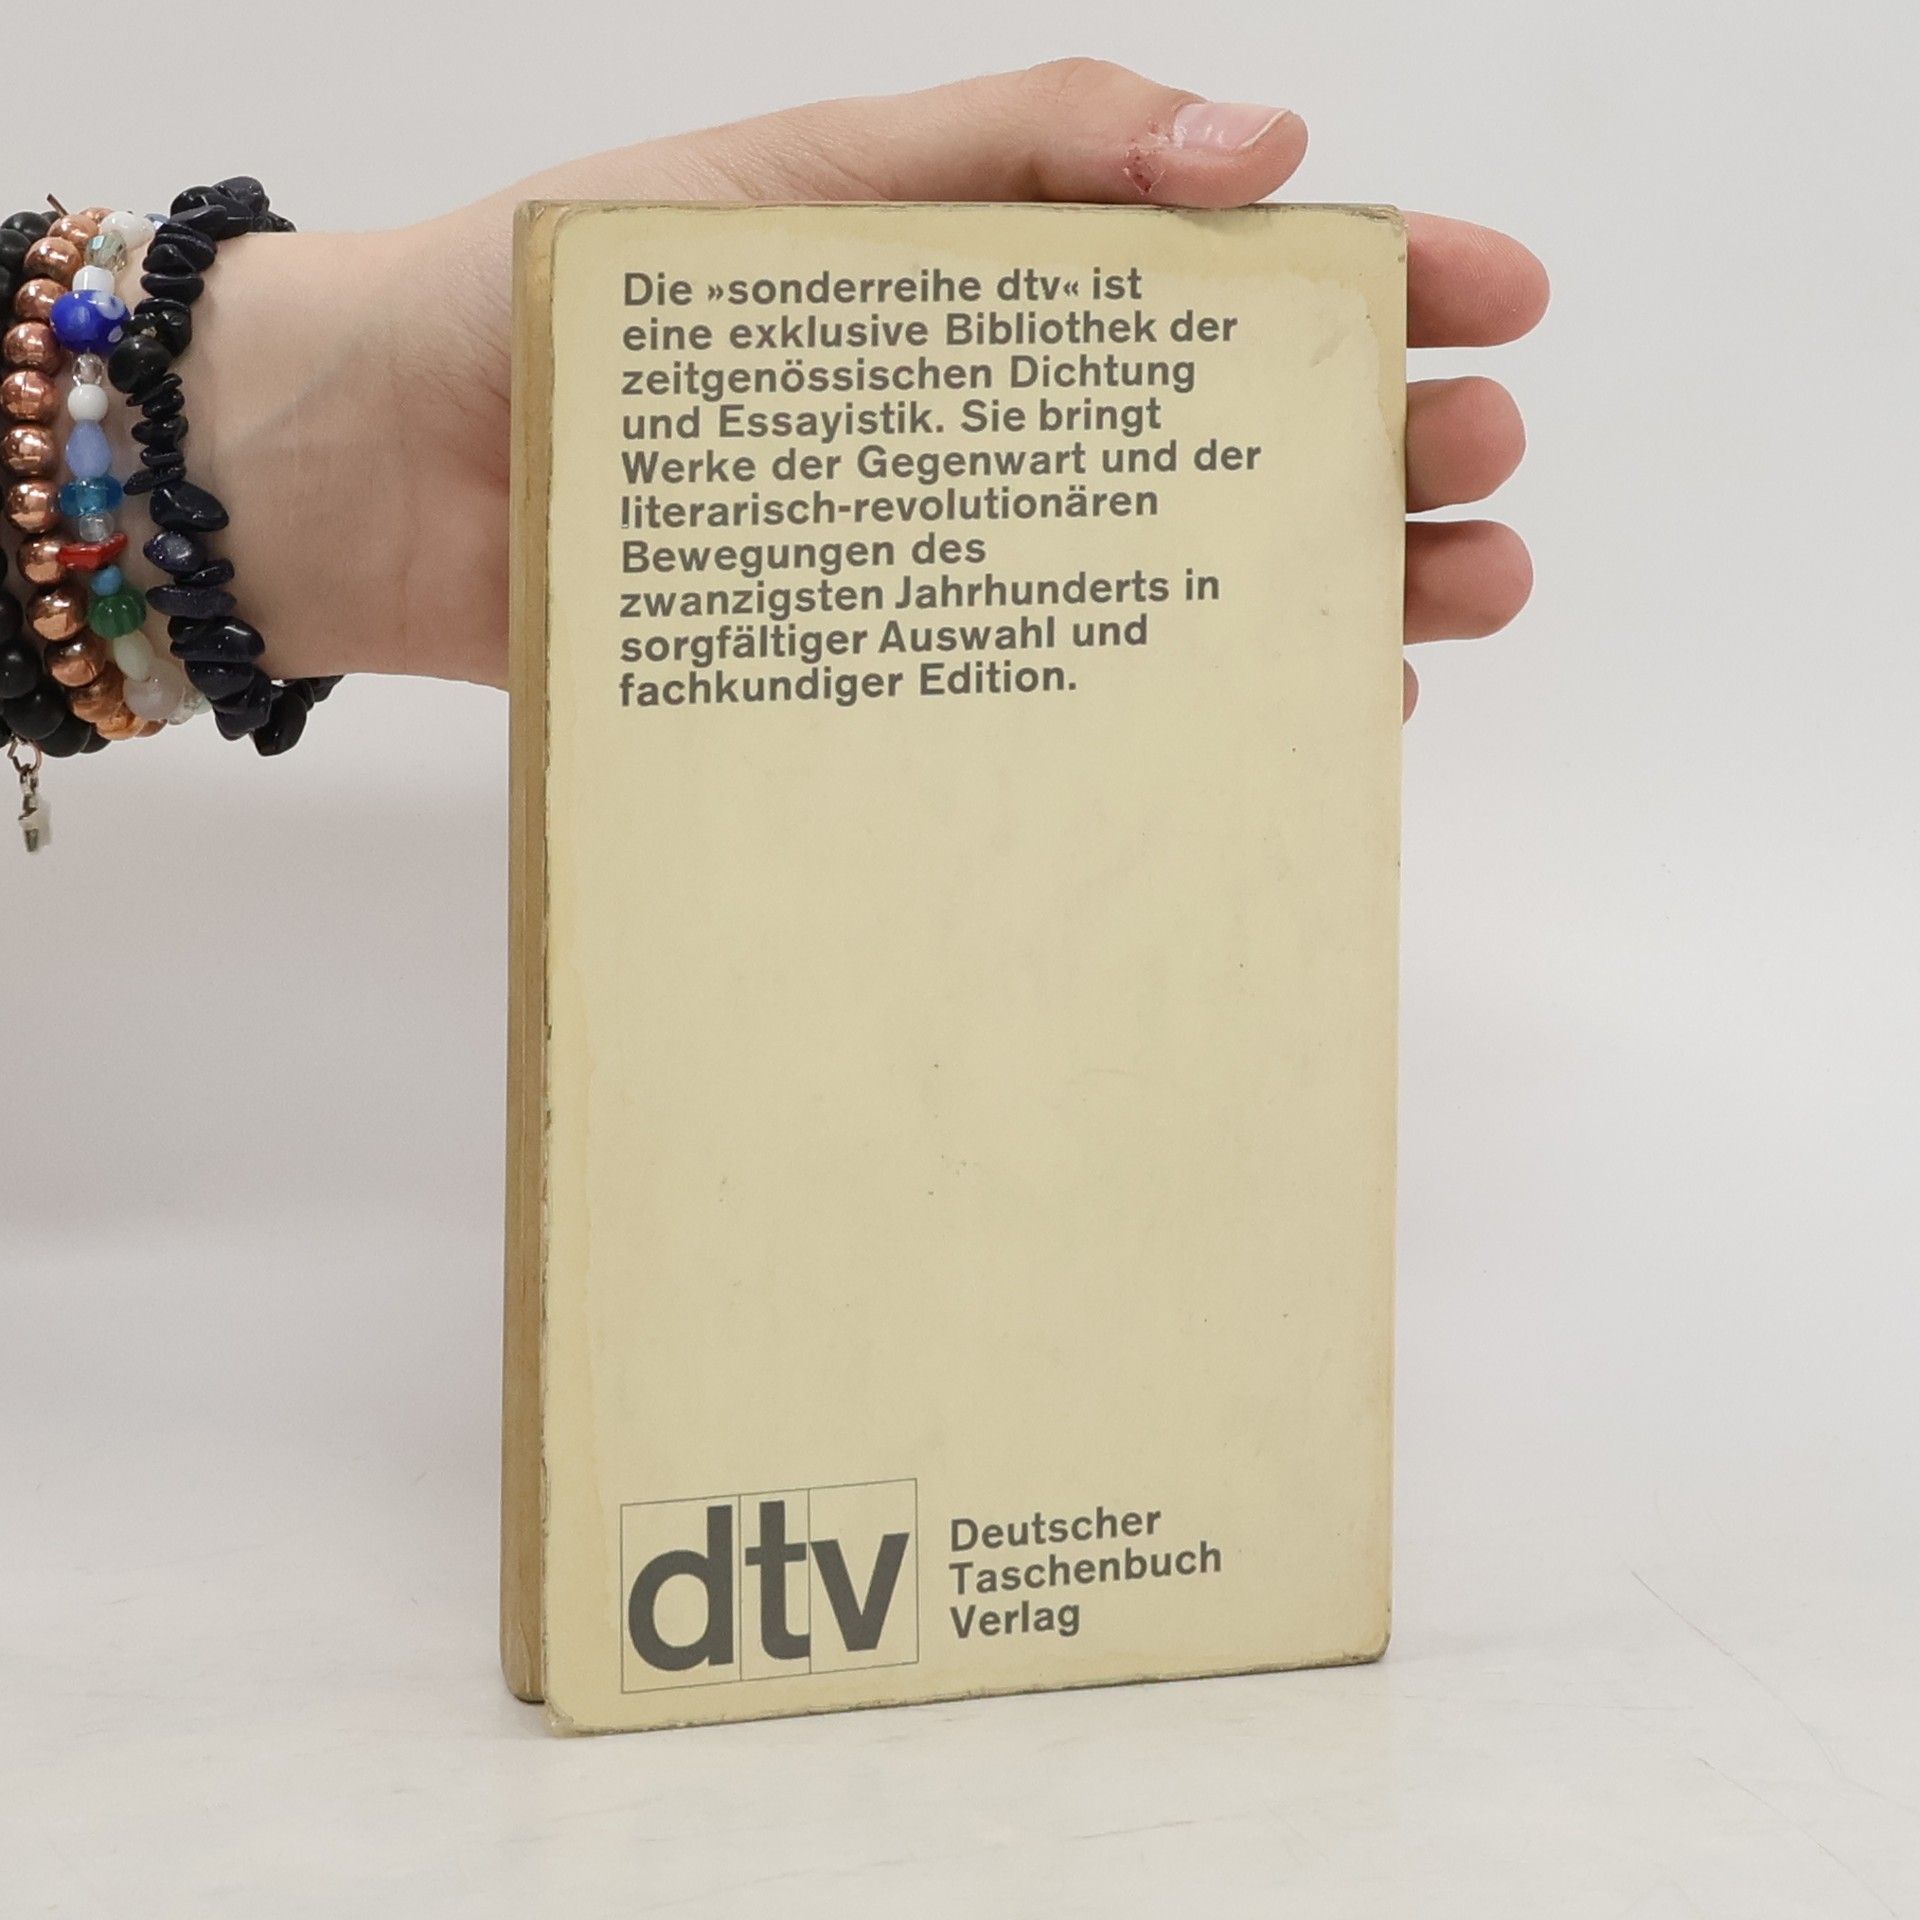 Die »sonderreihe dtv« ist
eine exklusive Bibliothek der
zeitgenössischen Dichtung
und Essayistik. Sie bringt
Werke der Gegenwart und der
literarisch-revolutionären
Bewegungen des
zwanzigsten Jahrhunderts in
sorgfältiger Auswahl und
fachkundiger Edition.
dtv
Deutscher
Taschenbuch
Verlag